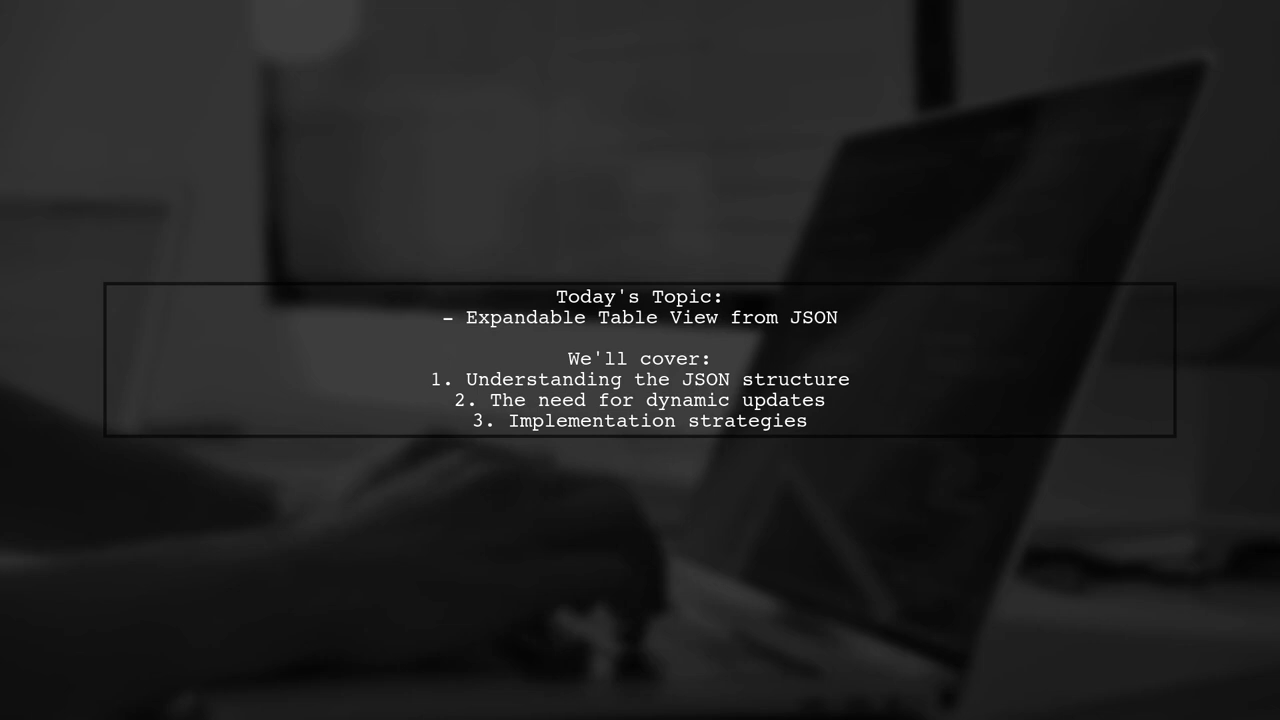 Today's Topic:
- Expandable Table View from JSON
We'll cover:
1. Understanding the JSON structure
2. The need for dynamic updates
3. Implementation strategies